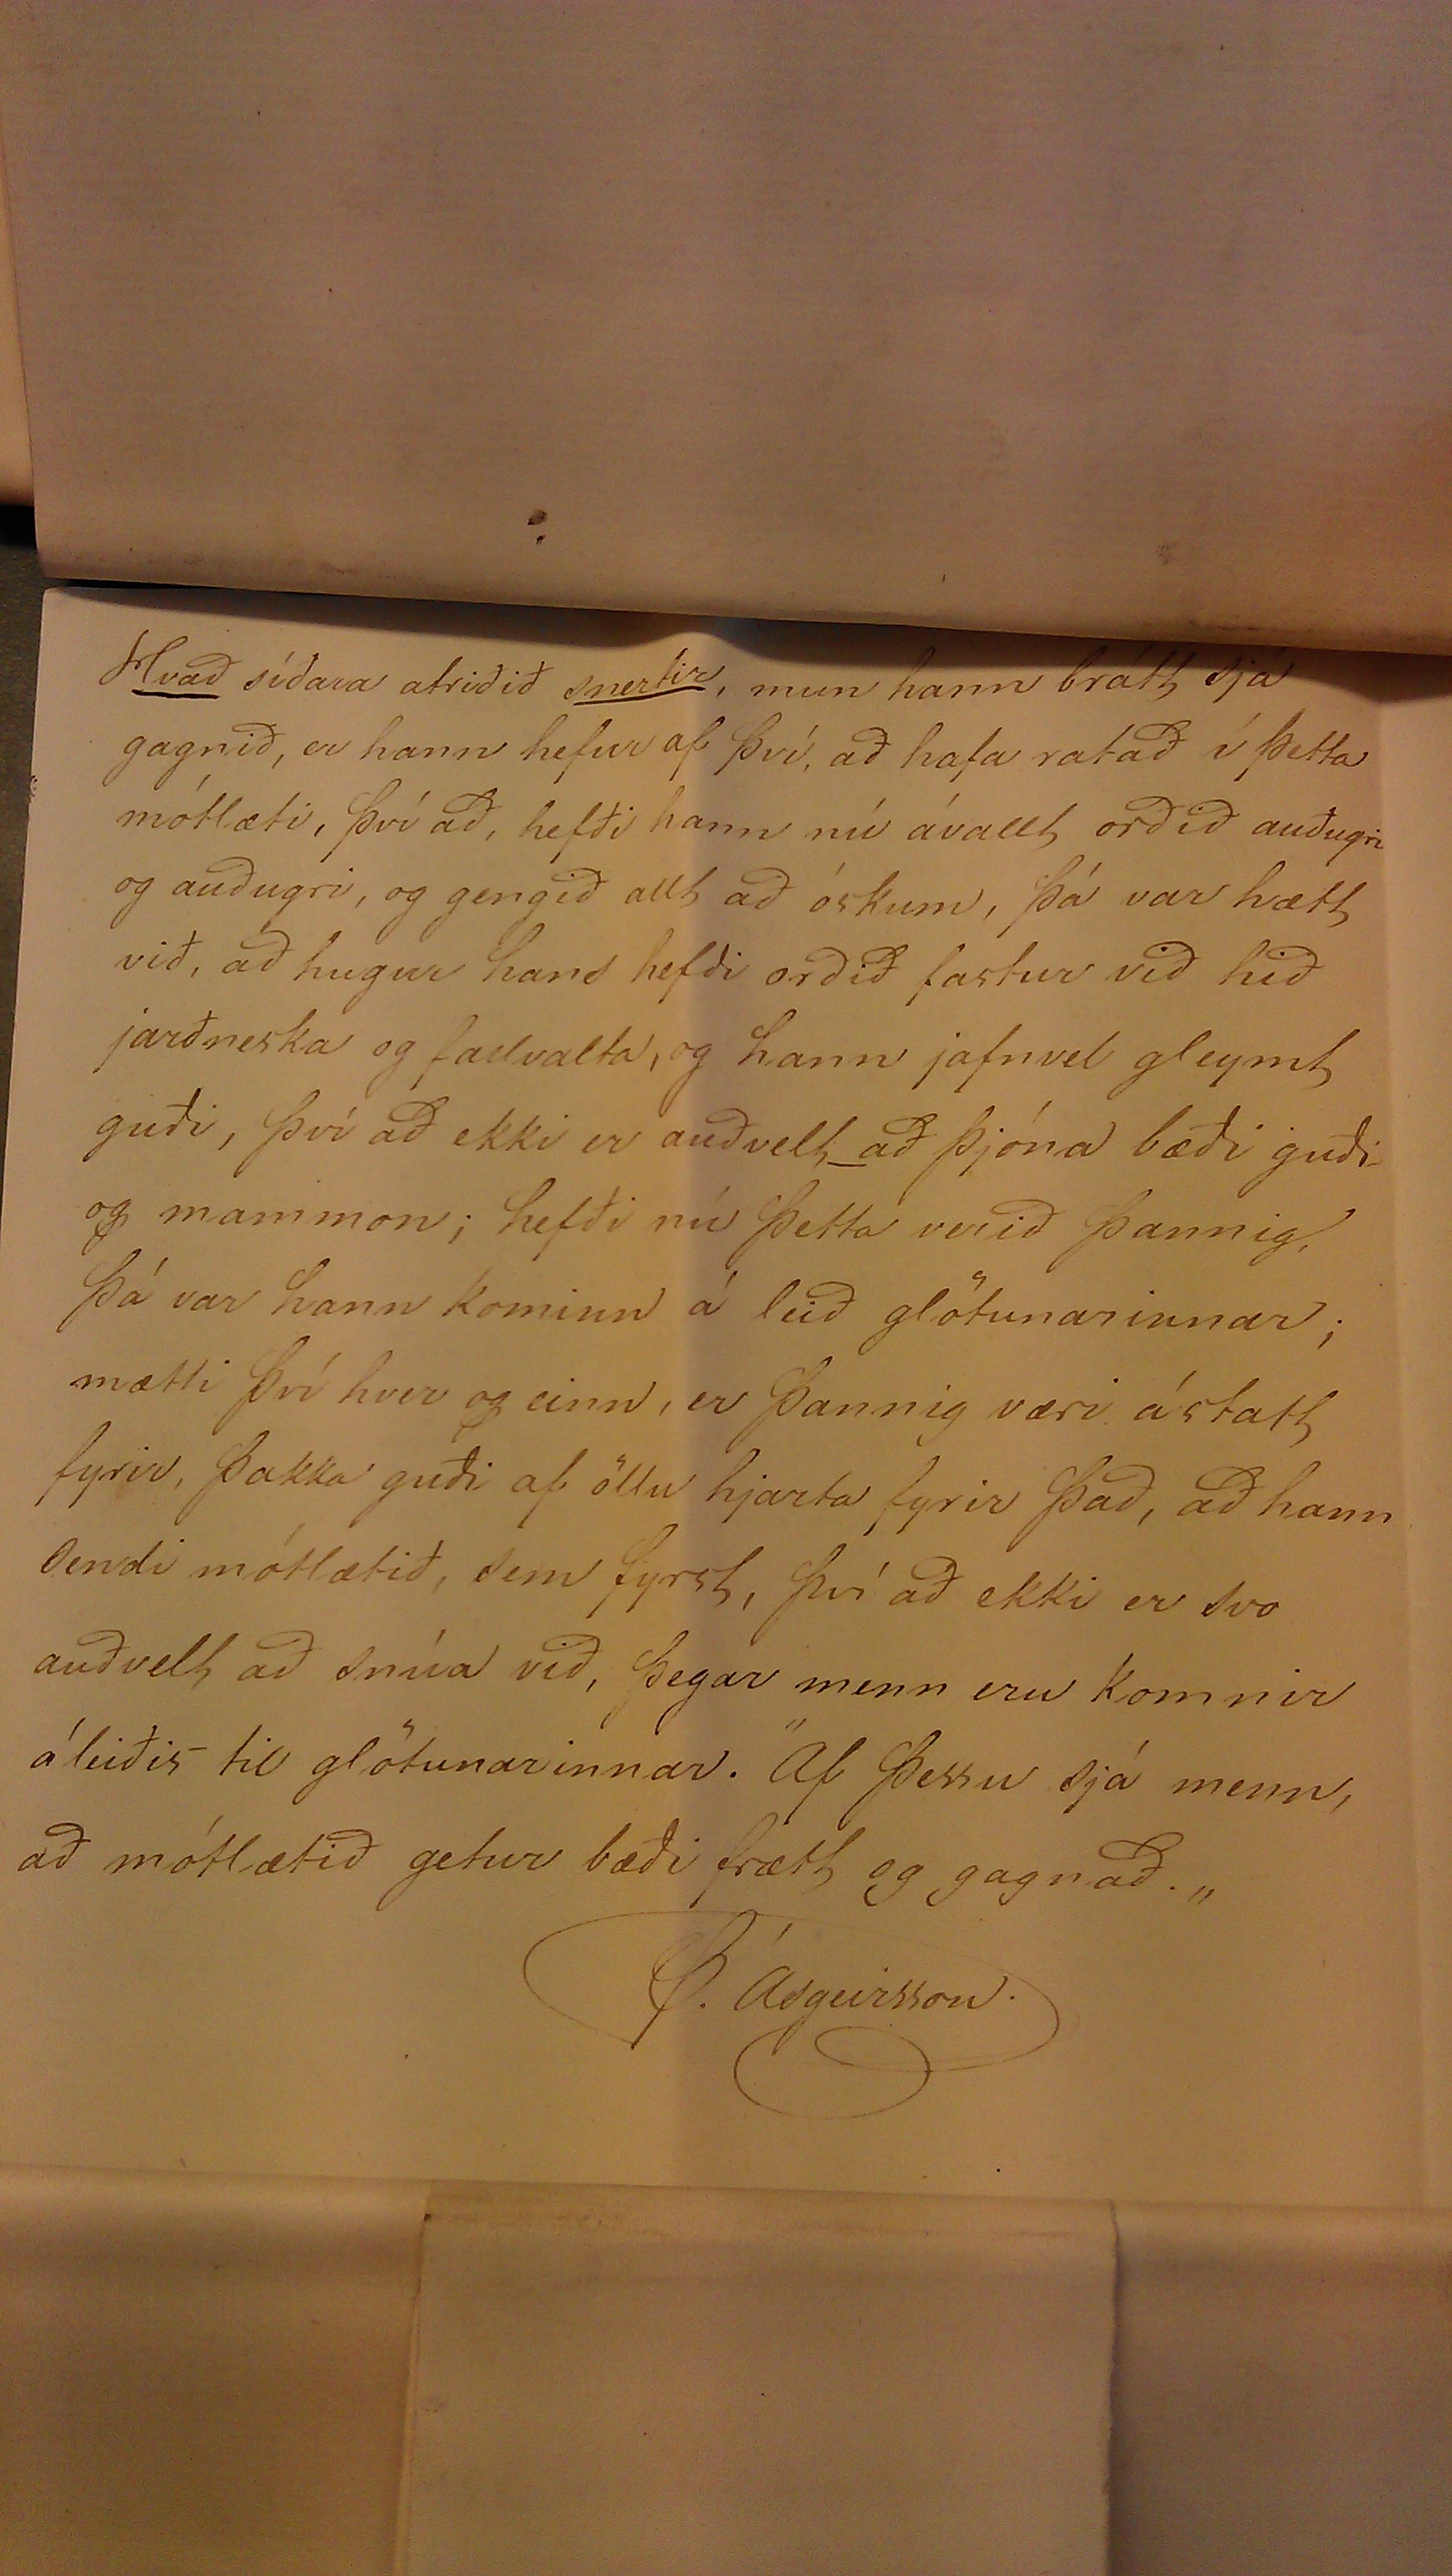 Hvað síðara atriðið snertir, mun hann brátt sjá
gagnið, er hann hefur af því, að hafa ratað í þetta
mótlæti, því að, hefði hann nú ávallt orðið auðugri
og auðugri, og gengið allt að óskum, þá var hætt
við, að hugur hans hefði orðið fastur við hið
jarðneska og fallvalta, og hann jafnvel gleymt
guði, því að ekki er auðvelt að þjóna bæði guði
og mammon; hefði nú þetta verið þannig,
þá var hann kominn á leið glötunarinnar;
mætti því hver og einn, er þannig væri ástatt
fyrir, þakka guði af öllu hjarta fyrir það, að hann
sendi mótlætið, sem fyrst, því að ekki er svo
auðvelt að snúa við, þegar menn eru komnir
áleiðis til glötunarinnar. "Af þessu sjá menn,
að mótlætið getur bæði frætt og gagnað.„
Þ. Ásgeirsson.